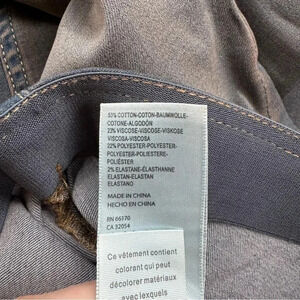 53% COTTON-COTON-BAUMWOLLE-
COTONE-ALGODÓN
23% VISCOSE-VISCOSE-VISKOSE
VISCOSA-VISCOSA
22% POLYESTER-POLYESTER-
POLYESTER-POLIESTERE-
POLIÉSTER
2% ELASTANE-ÉLASTHANNE
ELASTAN-ELASTAN
ELASTANO
MADE IN CHINA
HECHO EN CHINA
RN 66170
CA 32054
Ce vêtement contient
colorant qui peut
décolorer matériaux
avec lexquels